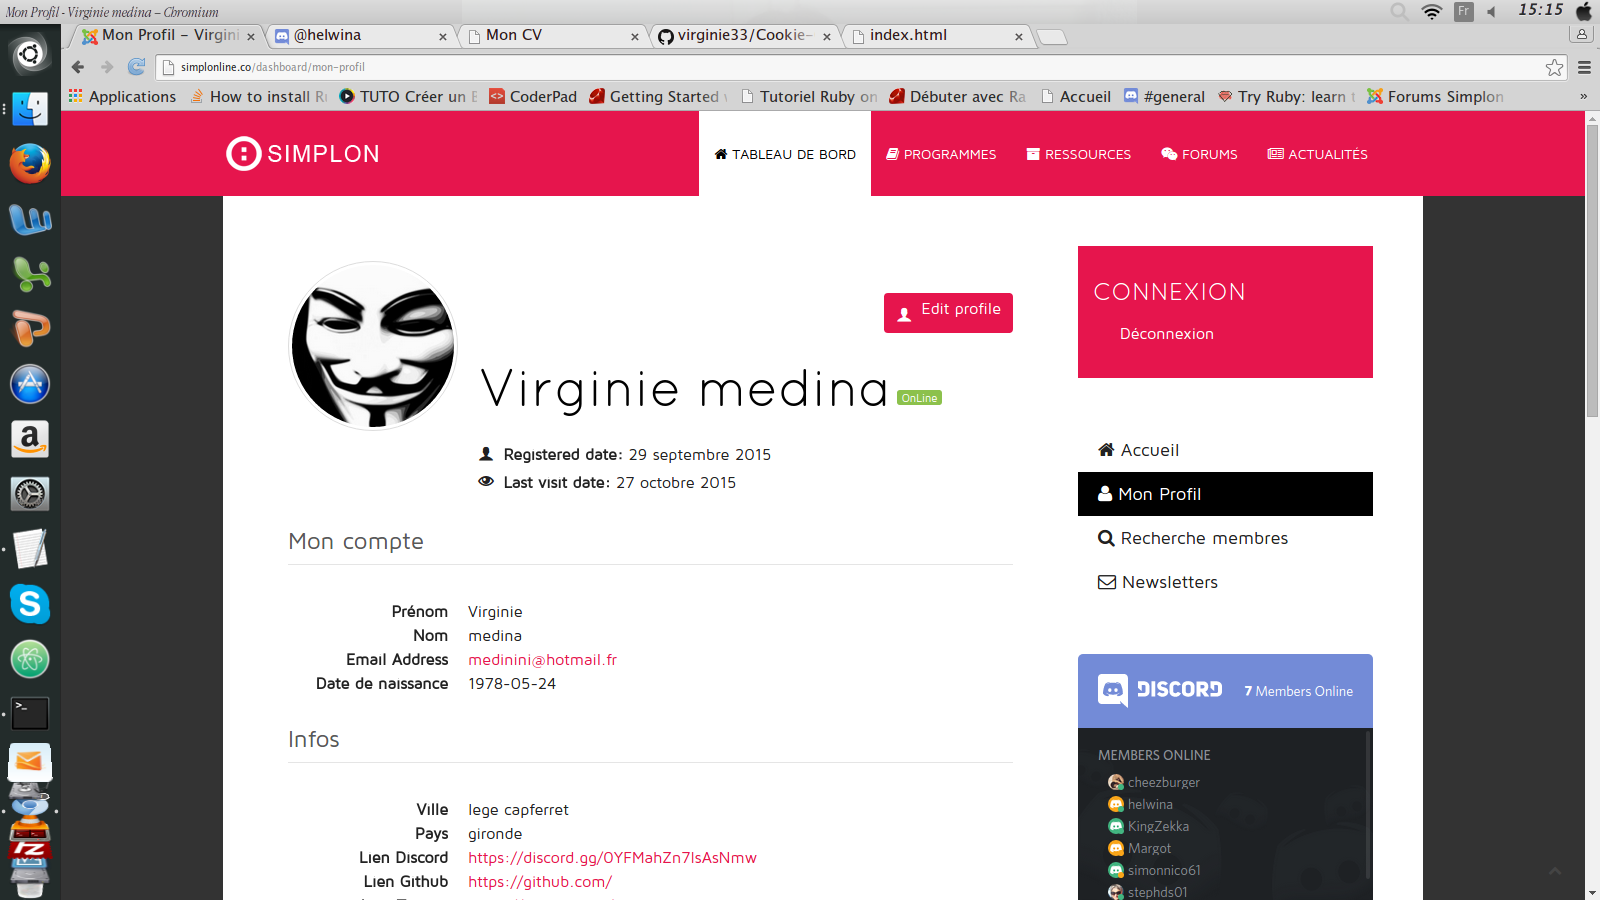 Mon Profil - Virginie medina – Chromium
Fr
15:15
Mon Profil – Virgini
@helwina
Mon CV
virginie33/Cookie-
index.html
simplonline.co/dashboard/mon-profil
Applications
How to install Ru
TUTO Créer un B
CoderPad
Getting Started
Tutoriel Ruby on
Débuter avec Ra
Accueil
#general
Try Ruby: learn t
Forums Simplon
»
SIMPLON
TABLEAU DE BORD
PROGRAMMES
RESSOURCES
FORUMS
ACTUALITÉS
Edit profile
Virginie medina
OnLine
Registered date: 29 septembre 2015
Last visit date: 27 octobre 2015
Mon compte
Prénom Virginie
Nom medina
Email Address medinini@hotmail.fr
Date de naissance 1978-05-24
Infos
Ville lege capferret
Pays gironde
Lien Discord https://discord.gg/0YFMahZn7lsAsNmw
Lien Github https://github.com/
CONNEXION
Déconnexion
Accueil
Mon Profil
Recherche membres
Newsletters
DISCORD
7 Members Online
MEMBERS ONLINE
cheezburger
helwina
KingZekka
Margot
simonnico61
stephds01